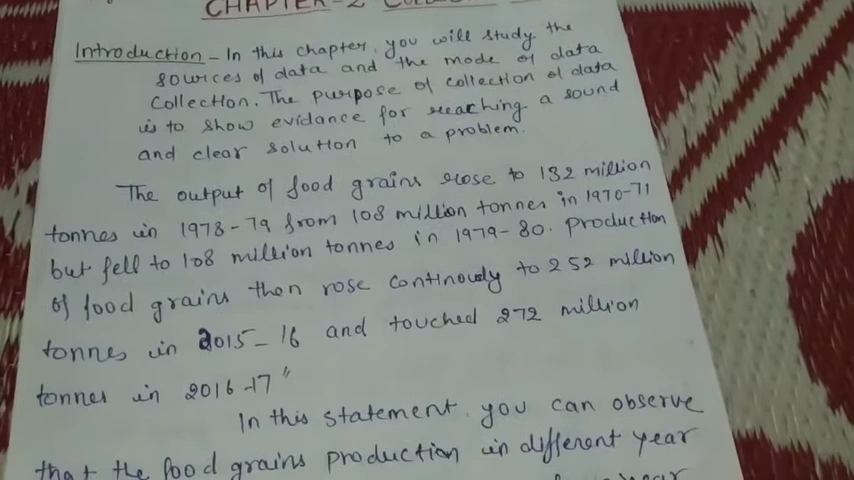 CHAPTER-2
Introduction - In this chapter, you will study the
sources of data and the mode of data
collection. The purpose of collection of data
is to show evidance for reaching a sound
and clear solution to a problem.
The output of food grains rose to 132 million
tonnes in 1978-79 from 108 million tonnes in 1970-71
but fell to 108 million tonnes in 1979-80. Production
of food grains then rose continously to 252 million
tonnes in 2015-16 and touched 272 million
tonnes in 2016-17"
In this statement, you can observe
that the food grains production in different year
year